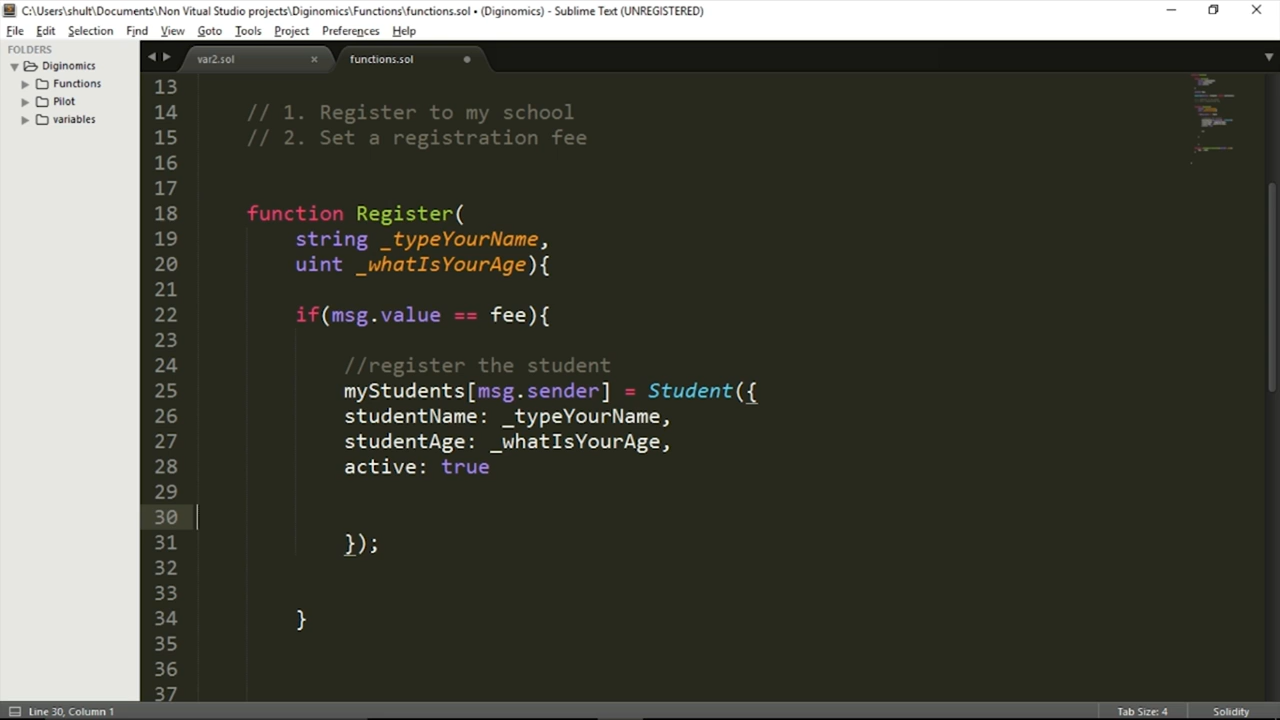 C:\Users\shult\Documents\Non Vitual Studio projects\Diginomics\Functions\functions.sol • (Diginomics) - Sublime Text (UNREGISTERED)
File Edit Selection Find View Goto Tools Project Preferences Help
FOLDERS
Diginomics
Functions
Pilot
variables
var2.sol
functions.sol
13
14 // 1. Register to my school
15 // 2. Set a registration fee
16
17
18 function Register(
19 string _typeYourName,
20 uint _whatIsYourAge){
21
22 if(msg.value == fee){
23
24 //register the student
25 myStudents[msg.sender] = Student({
26 studentName: _typeYourName,
27 studentAge: _whatIsYourAge,
28 active: true
29
30
31 });
32
33
34 }
35
36
37
Line 30, Column 1
Tab Size: 4
Solidity